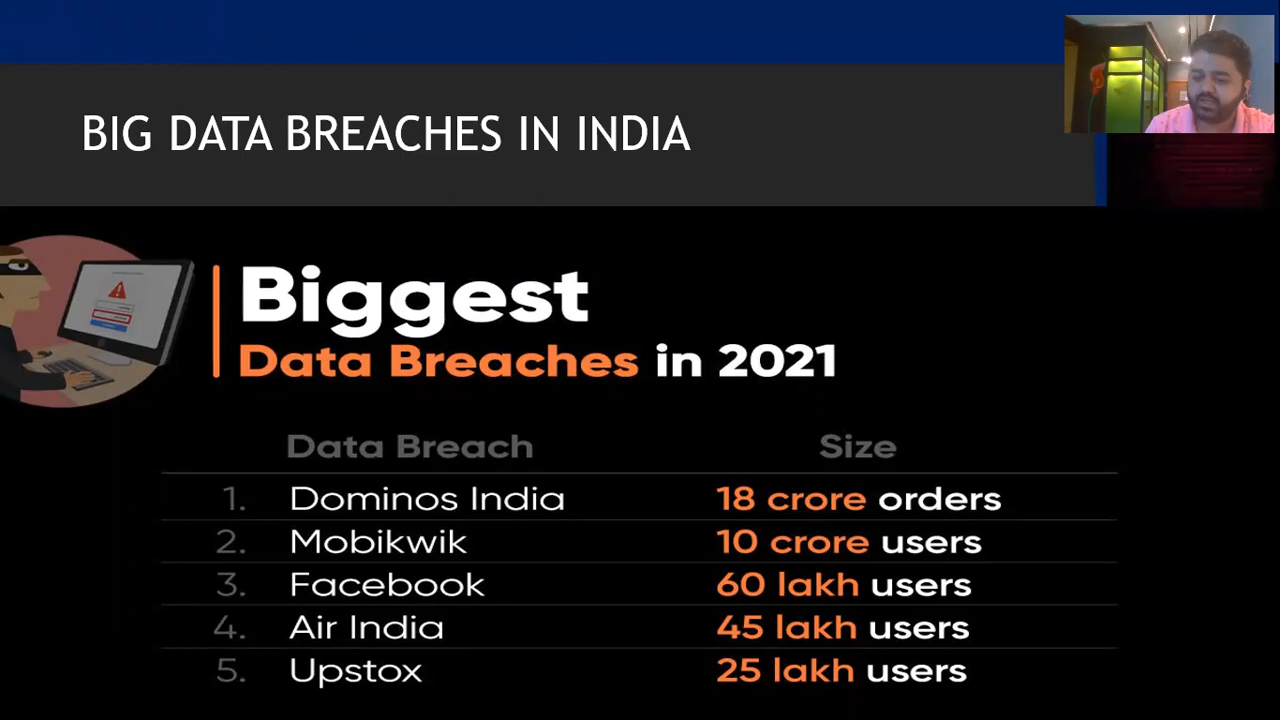 BIG DATA BREACHES IN INDIA
Biggest
Data Breaches in 2021
Data Breach Size
1. Dominos India 18 crore orders
2. Mobikwik 10 crore users
3. Facebook 60 lakh users
4. Air India 45 lakh users
5. Upstox 25 lakh users